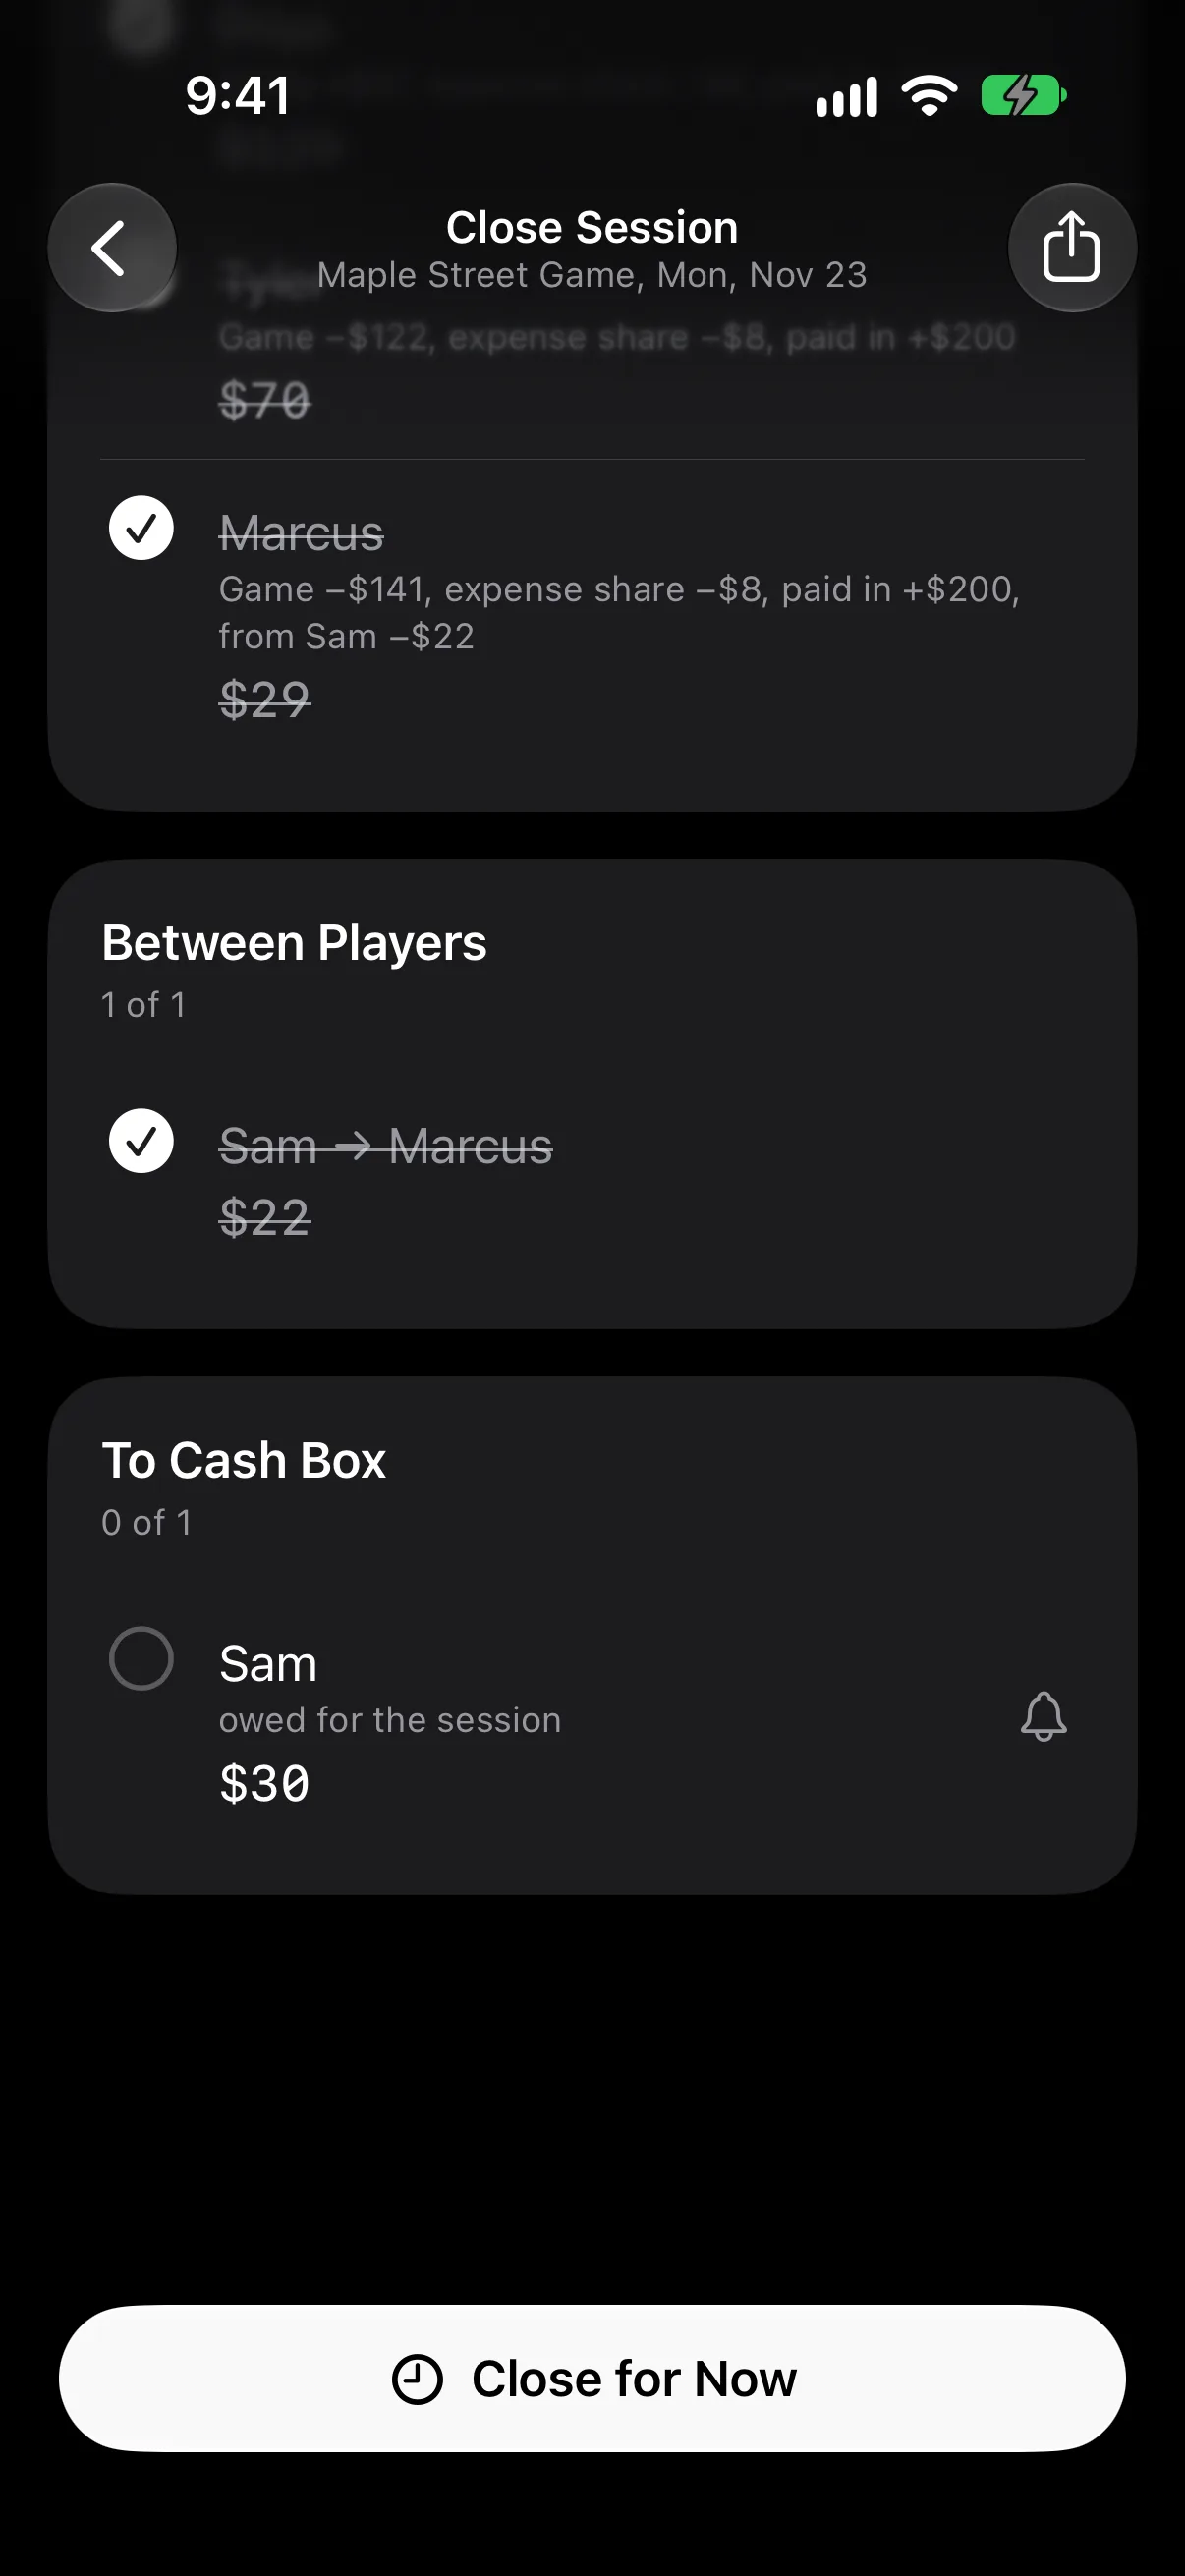 9:41
Close Session
Maple Street Game, Mon, Nov 23
Tyler
Game –$122, expense share –$8, paid in +$200
$70
Marcus
Game –$141, expense share –$8, paid in +$200,
from Sam –$22
$29
Between Players
1 of 1
Sam → Marcus
$22
To Cash Box
0 of 1
Sam
owed for the session
$30
Close for Now